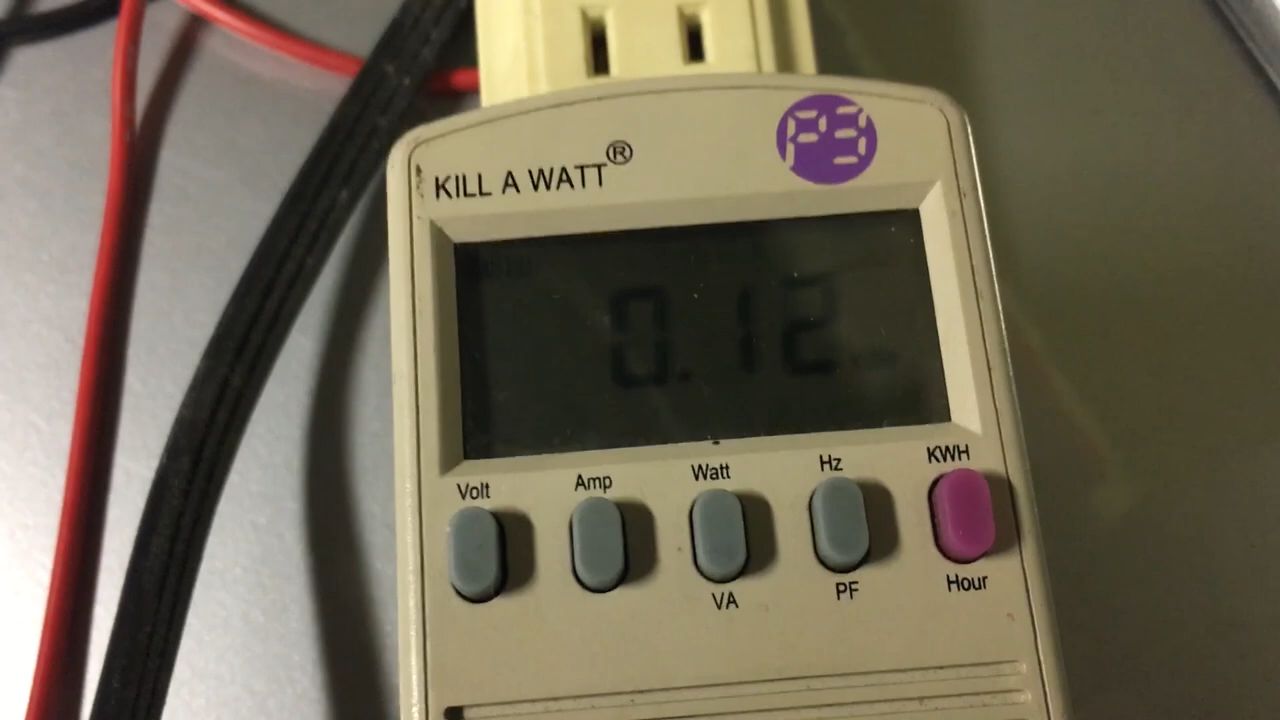 P3
KILL A WATT®
0.12
Volt Amp Watt Hz KWH
VA PF Hour